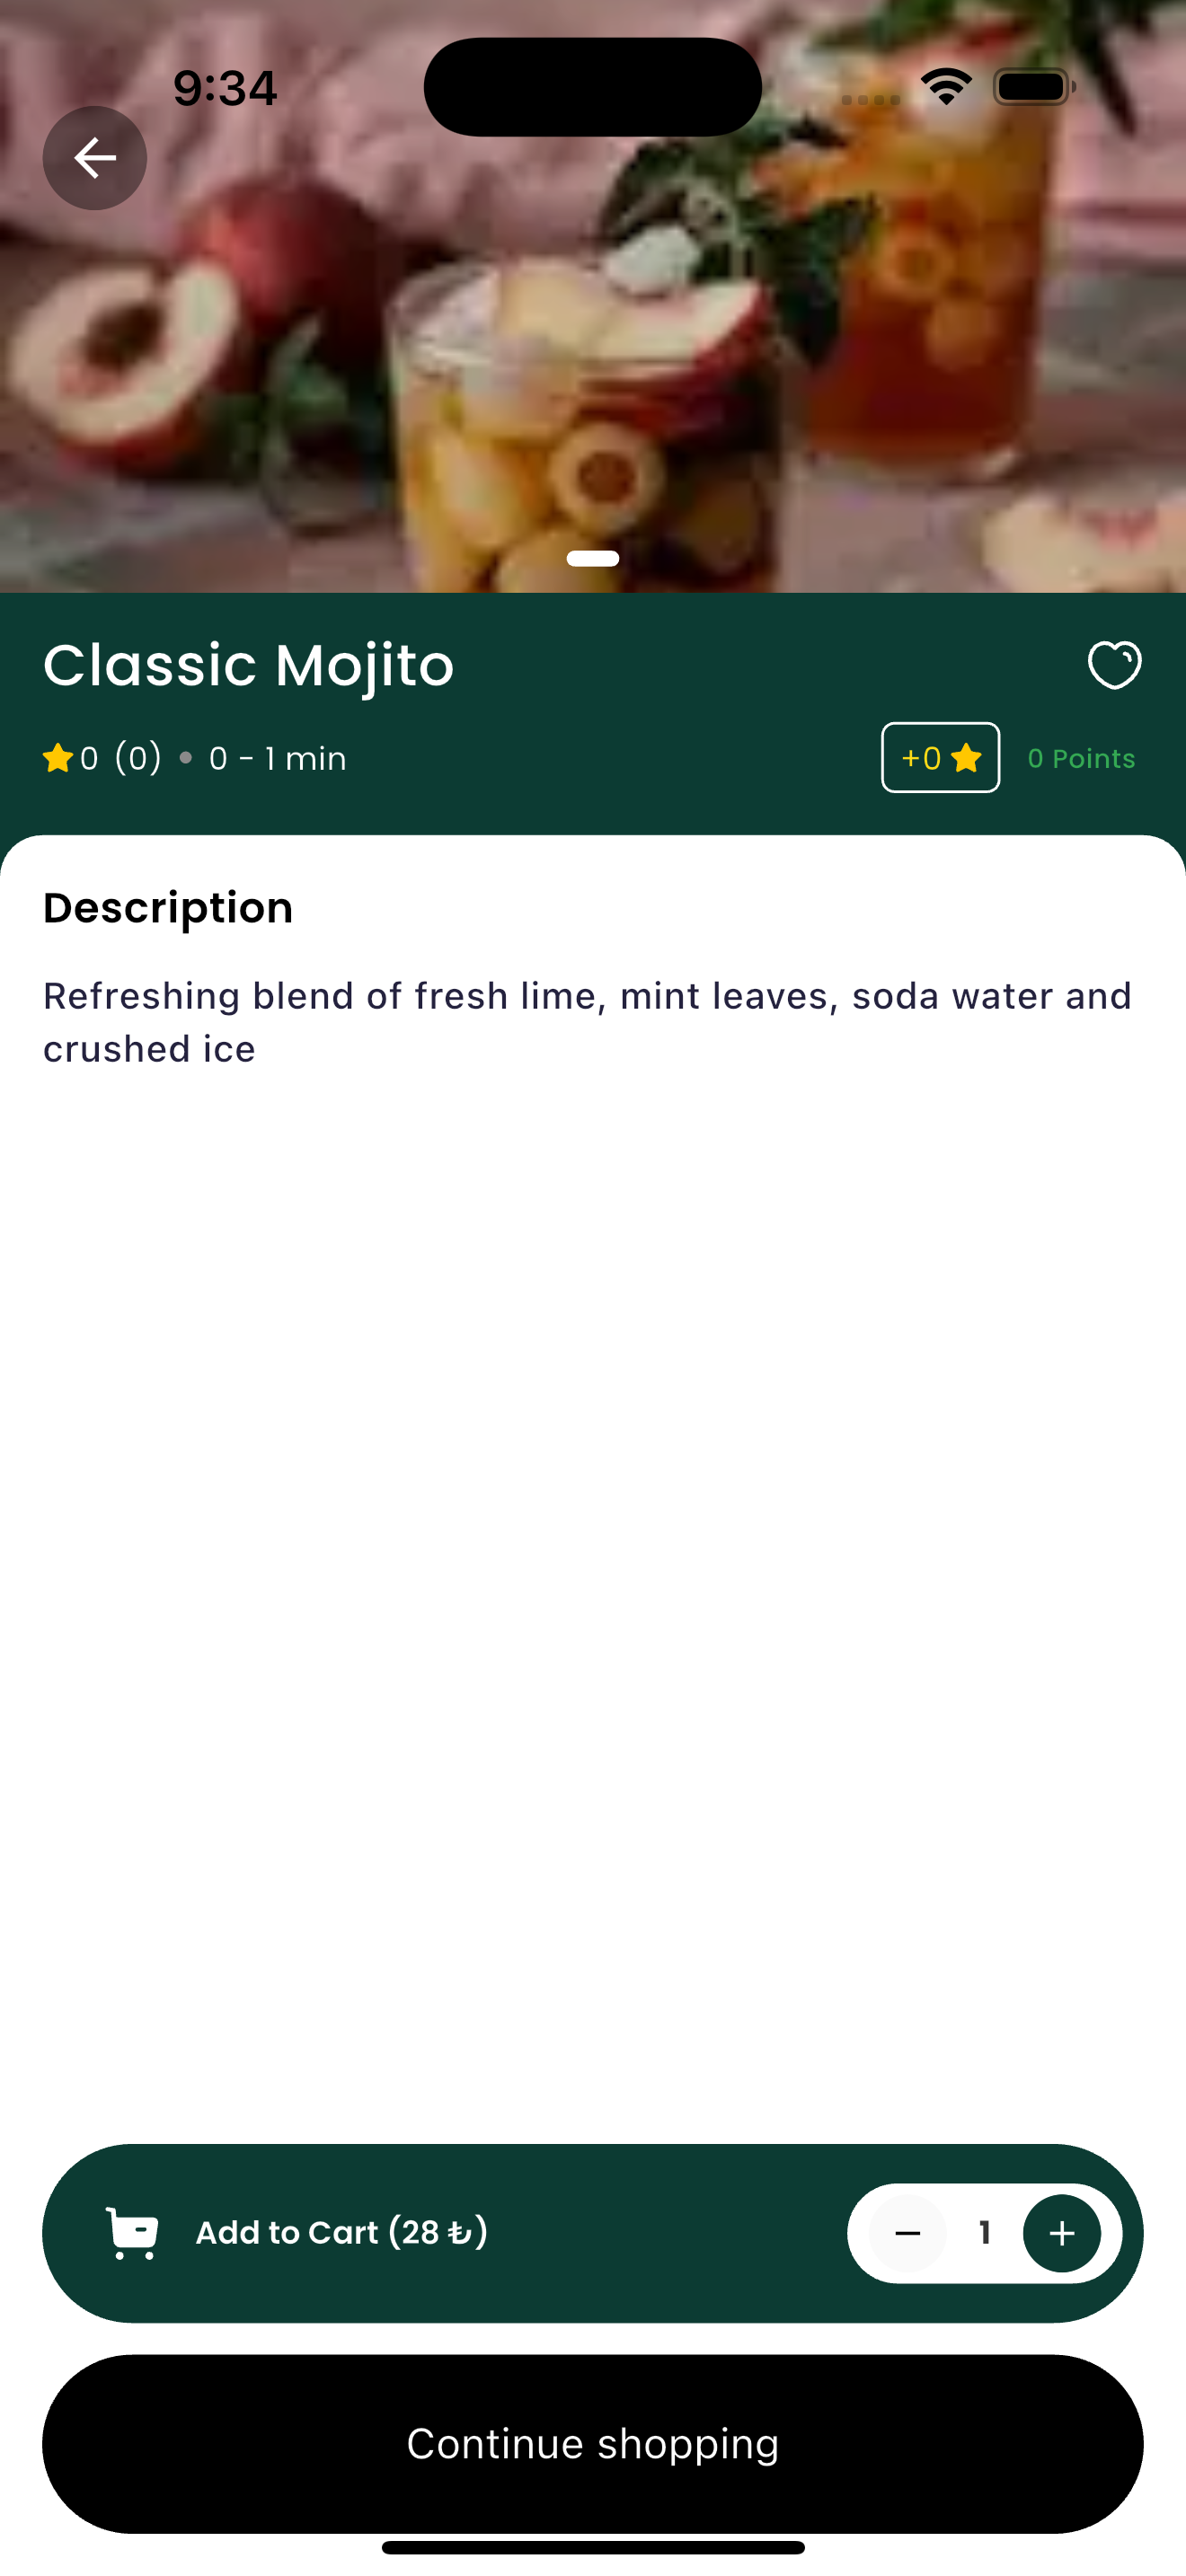 9:34
Classic Mojito
0 (0) • 0 - 1 min
+0
0 Points
Description
Refreshing blend of fresh lime, mint leaves, soda water and
crushed ice
Add to Cart (28 ₺)
− 1 +
Continue shopping